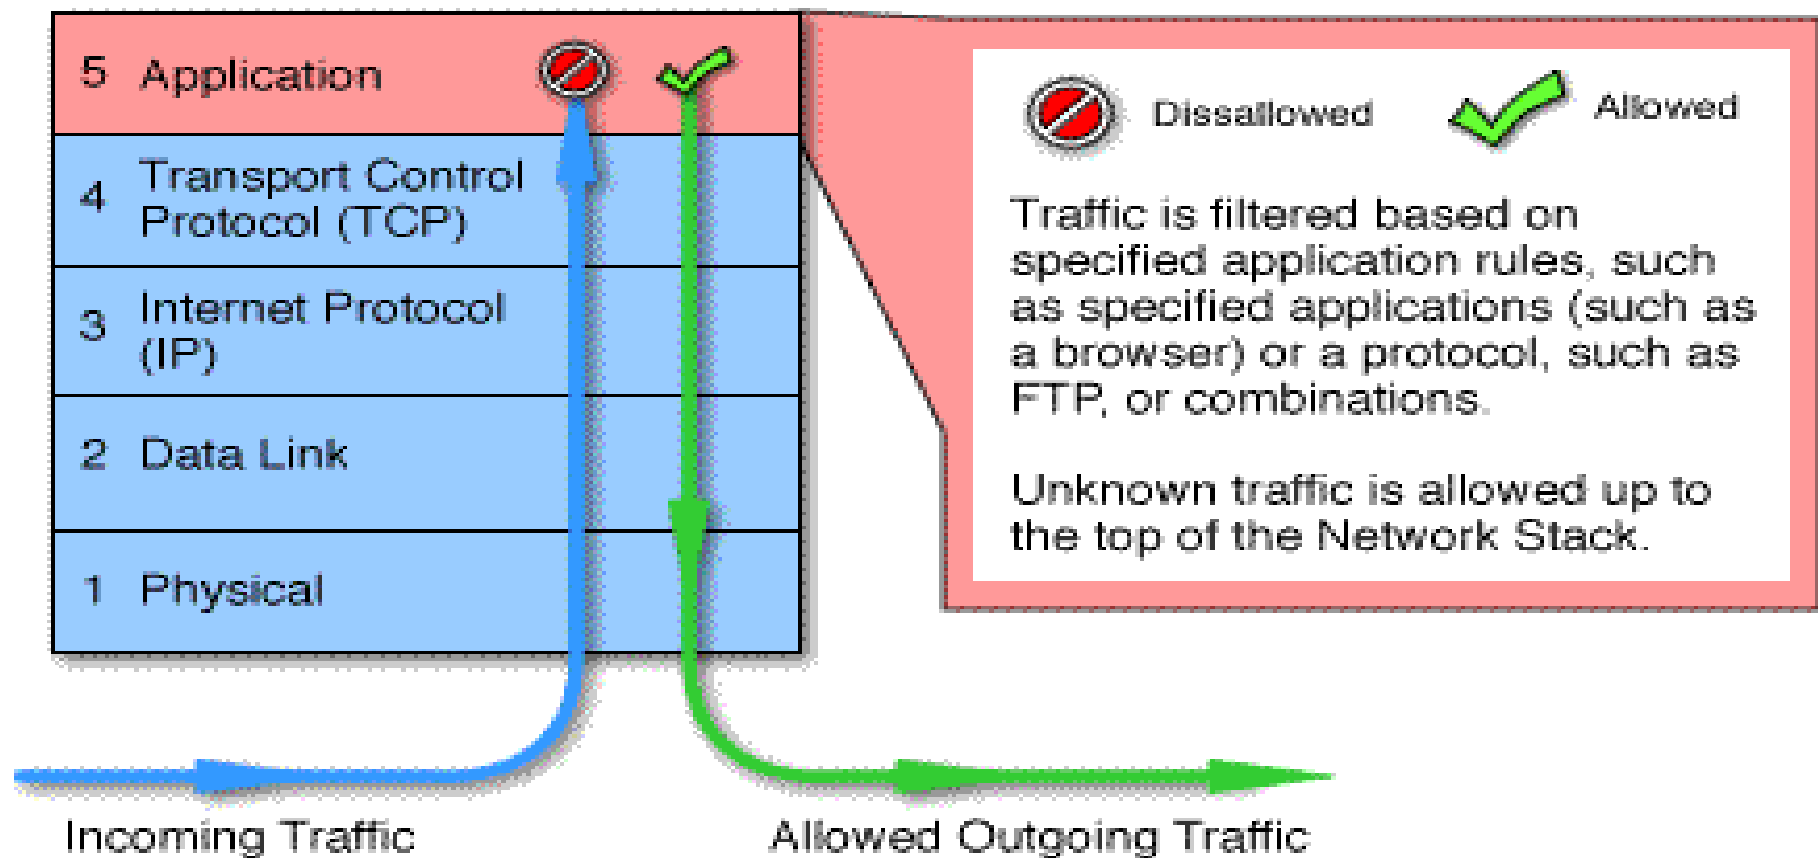 5 Application
4 Transport Control
Protocol (TCP)
3 Internet Protocol
(IP)
2 Data Link
1 Physical
Incoming Traffic
Allowed Outgoing Traffic
Dissallowed
Allowed
Traffic is filtered based on
specified application rules, such
as specified applications (such as
a browser) or a protocol, such as
FTP, or combinations.
Unknown traffic is allowed up to
the top of the Network Stack.